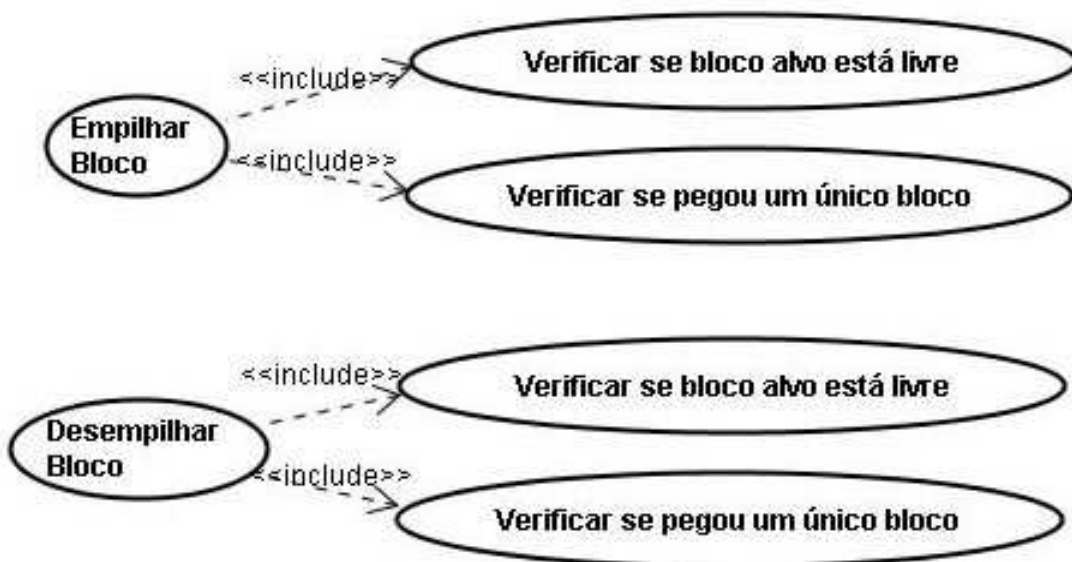 Verificar se bloco alvo está livre
<<include>>
Empilhar
Bloco
<<include>>
Verificar se pegou um único bloco
<<include>>
Verificar se bloco alvo está livre
Desempilhar
Bloco
<<include>>
Verificar se pegou um único bloco